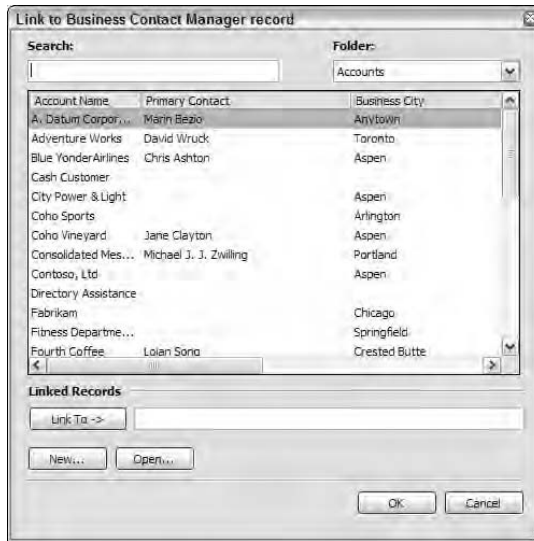 Link to Business Contact Manager record
Search: Folder:
Accounts
Account Name Primary Contact Business City
A. Datum Corpor... Marin Bezio Anytown
Adventure Works David Wruck Toronto
Blue YonderAirlines Chris Ashton Aspen
Cash Customer
City Power & Light Aspen
Coho Sports Arlington
Coho Vineyard Jane Clayton Aspen
Consolidated Mes... Michael J. J. Zwilling Portland
Contoso, Ltd Aspen
Directory Assistance
Fabrikam Chicago
Fitness Departme... Springfield
Fourth Coffee Lojan Song Crested Butte
Linked Records
Link To ->
New... Open...
OK Cancel